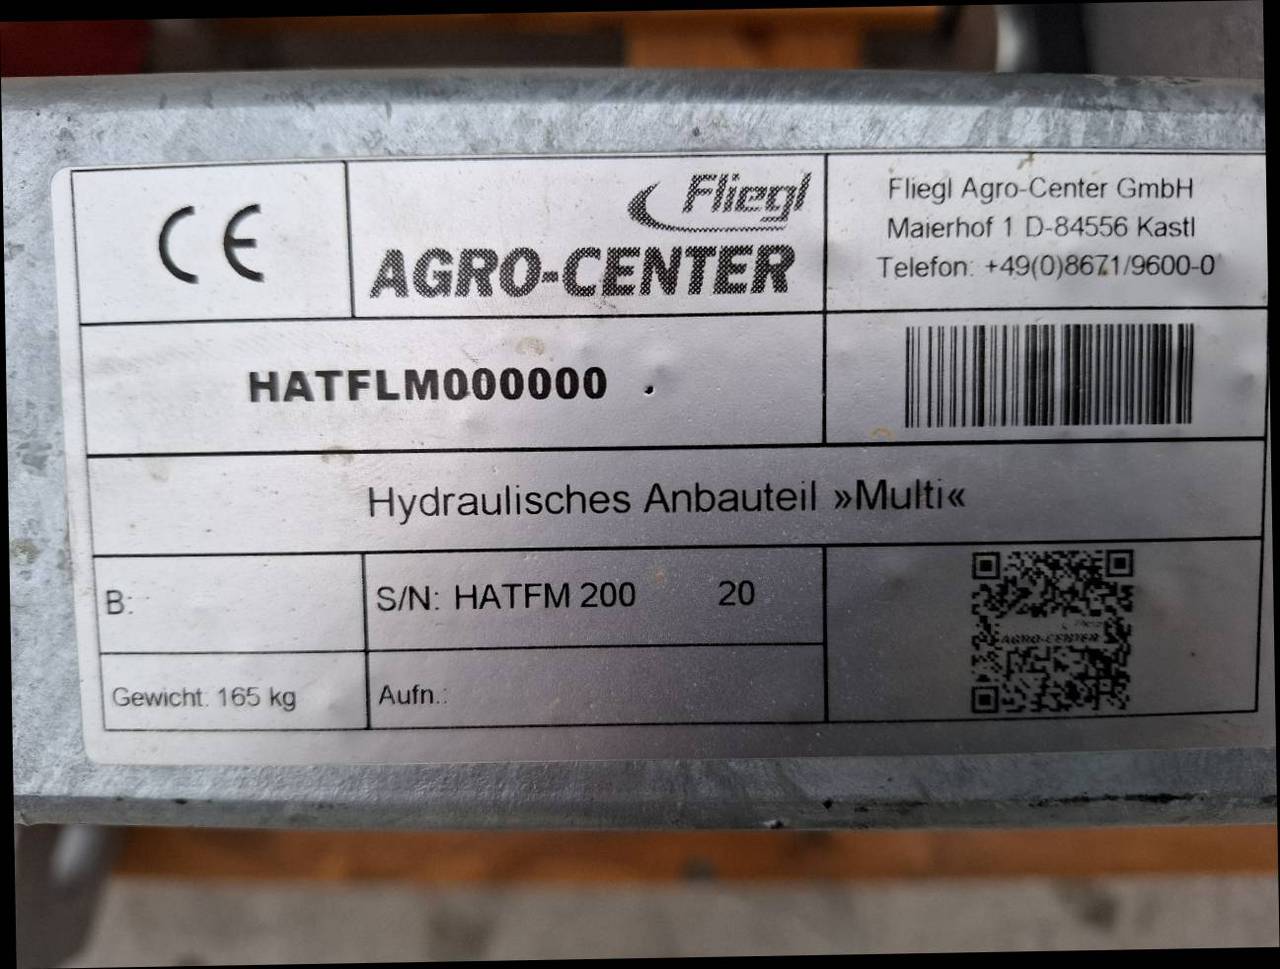 CE
Fliegl
AGRO-CENTER
Fliegl Agro-Center GmbH
Maierhof 1 D-84556 Kastl
Telefon: +49(0)8671/9600-0
HATFLM000000
Hydraulisches Anbauteil »Multi«
B:
S/N: HATFM 200 20
Gewicht: 165 kg
Aufn.:
AGRO-CENTER